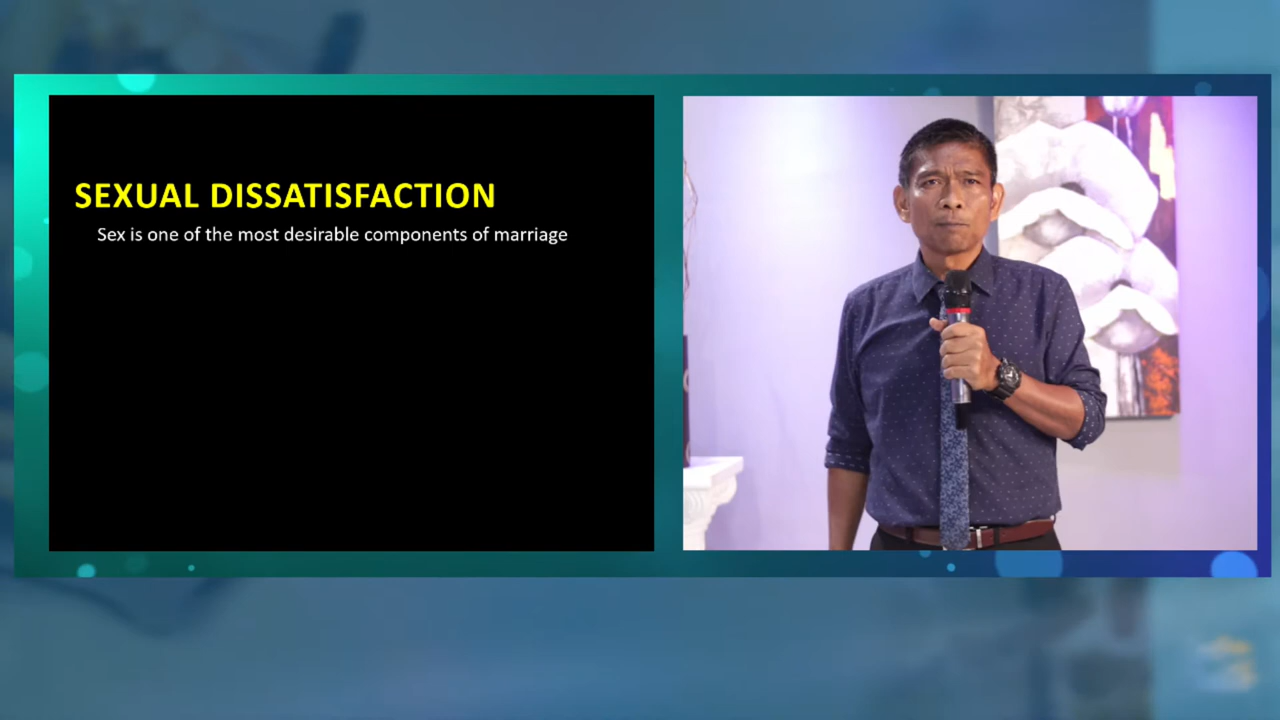 SEXUAL DISSATISFACTION
Sex is one of the most desirable components of marriage